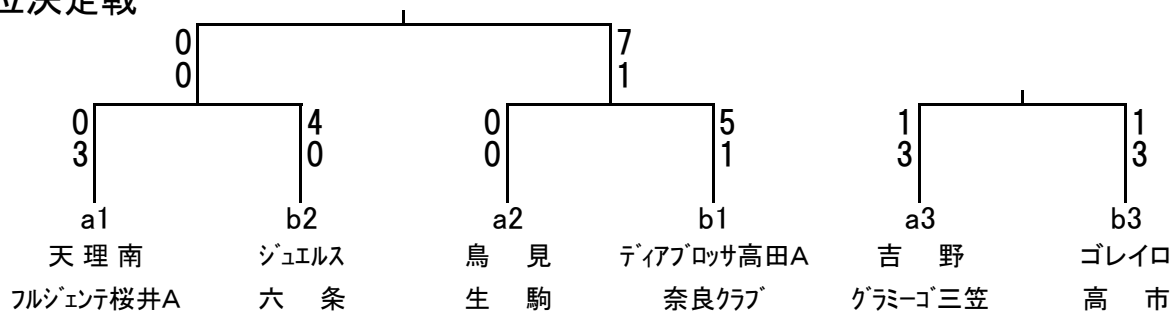 位決定戦
0 7
0 1
0 4 0 5 1 1
3 0 0 1 3 3
a1 b2 a2 b1 a3 b3
天 理 南 ジュエルス 鳥 見 ディアブロッサ高田A 吉 野 ゴレイロ
フルジェンテ桜井A 六 条 生 駒 奈良クラブ グラミーゴ三笠 高 市